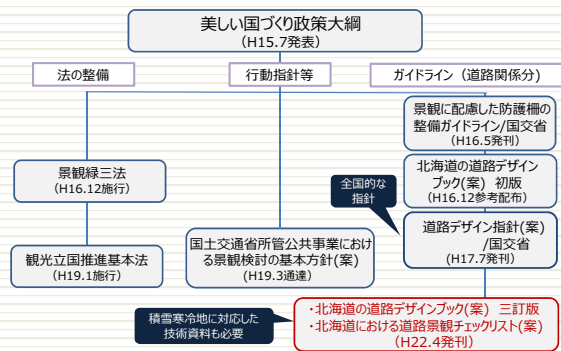 美しい国づくり政策大綱
(H15.7発表)
法の整備
行動指針等
ガイドライン（道路関係分)
景観に配慮した防護柵の
整備ガイドライン/国交省
(H16.5発刊)
景観緑三法
(H16.12施行)
北海道の道路デザイン
ブック(案)　初版
(H16.12参考配布)
全国的な
指針
道路デザイン指針(案)
/国交省
(H17.7発刊)
観光立国推進基本法
(H19.1施行)
国土交通省所管公共事業における
景観検討の基本方針(案)
(H19.3通達)
積雪寒冷地に対応した
技術資料も必要
・北海道の道路デザインブック(案)　三訂版
・北海道における道路景観チェックリスト(案)
(H22.4発刊)